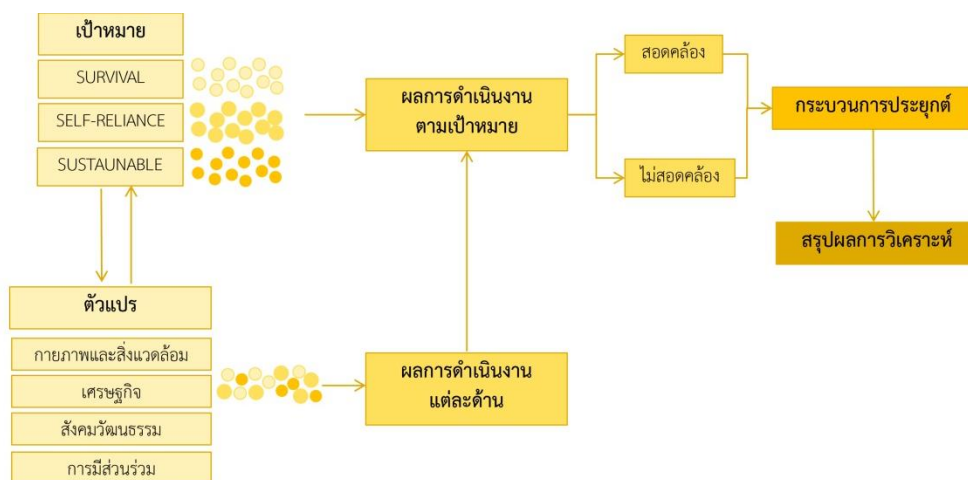 เป้าหมาย
SURVIVAL
SELF-RELIANCE
SUSTAUNABLE
ผลการดำเนินงาน
ตามเป้าหมาย
สอดคล้อง
ไม่สอดคล้อง
กระบวนการประยุกต์
สรุปผลการวิเคราะห์
ตัวแปร
กายภาพและสิ่งแวดล้อม
เศรษฐกิจ
สังคมวัฒนธรรม
การมีส่วนร่วม
ผลการดำเนินงาน
แต่ละด้าน